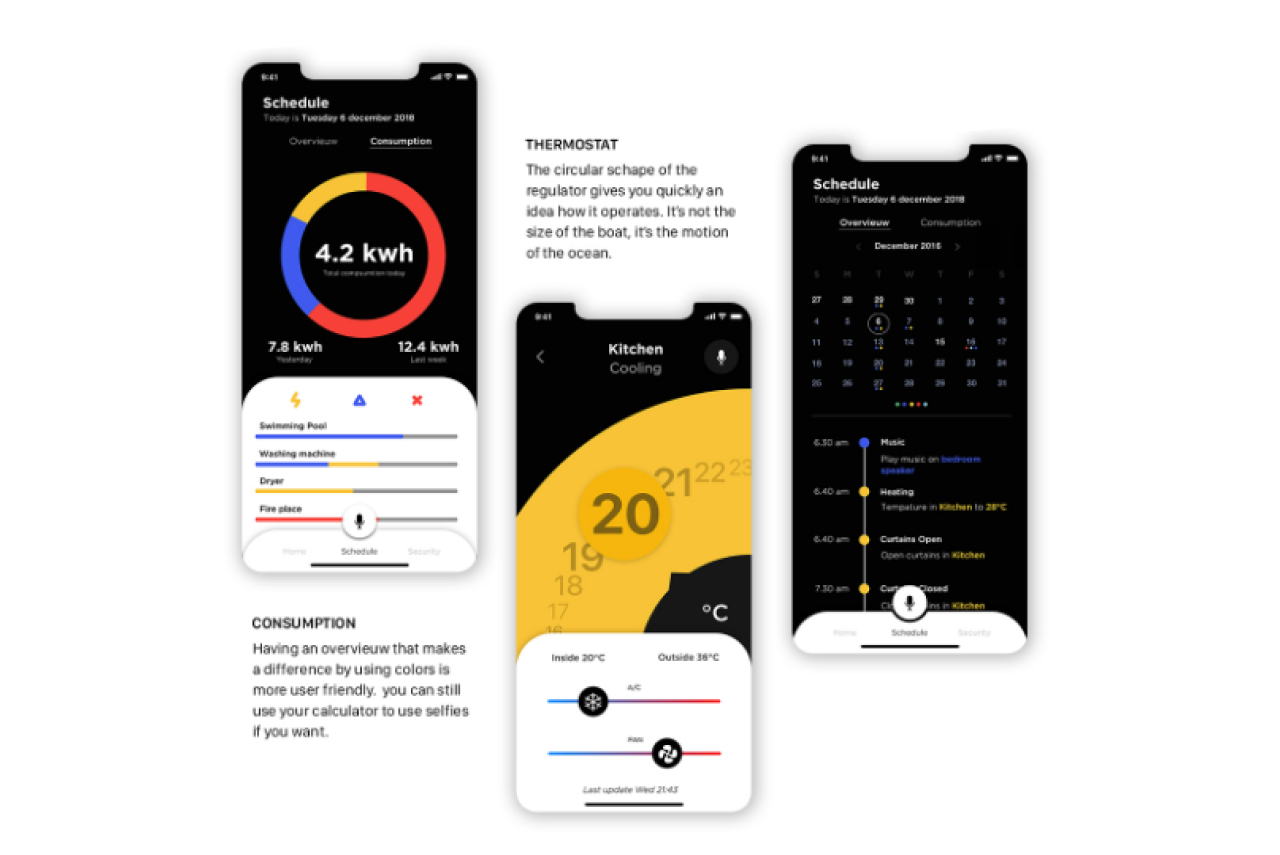 9:41
Schedule
Today is Tuesday 6 december 2018
Overvieuw Consumption
4.2 kwh
Total compsumtion today
7.8 kwh 12.4 kwh
Yesterday Last week
Swimming Pool
Washing machine
Dryer
Fire place
Home Schedule Security
CONSUMPTION
Having an overvieuw that makes
a difference by using colors is
more user friendly. you can still
use your calculator to use selfies
if you want.
THERMOSTAT
The circular schape of the
regulator gives you quickly an
idea how it operates. It's not the
size of the boat, it's the motion
of the ocean.
9:41
Kitchen
Cooling
23
22
21
20
19
18
17
16
°C
Inside 20°C Outside 36°C
A/C
FAN
Last update Wed 21:43
9:41
Schedule
Today is Tuesday 6 december 2018
Overvieuw Consumption
December 2016
S M T W T F S
27 28 29 30 1 2 3
4 5 6 7 8 9 10
11 12 13 14 15 16 17
18 19 20 21 22 23 24
25 26 27 28 29 30 31
6.30 am Music
Play music on bedroom
speaker
6.40 am Heating
Tempature in Kitchen to 28°C
6.40 am Curtains Open
Open curtains in Kitchen
7.30 am Closed
in Kitchen
Home Schedule Security